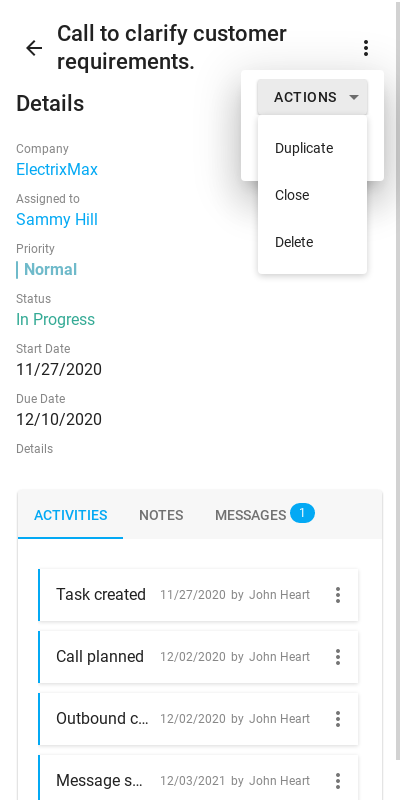 Call to clarify customer
requirements.
Details
ACTIONS
Duplicate
Close
Delete
Company
ElectrixMax
Assigned to
Sammy Hill
Priority
Normal
Status
In Progress
Start Date
11/27/2020
Due Date
12/10/2020
Details
ACTIVITIES NOTES MESSAGES 1
Task created 11/27/2020 by John Heart
Call planned 12/02/2020 by John Heart
Outbound c... 12/02/2020 by John Heart
Message s... 12/03/2021 by John Heart